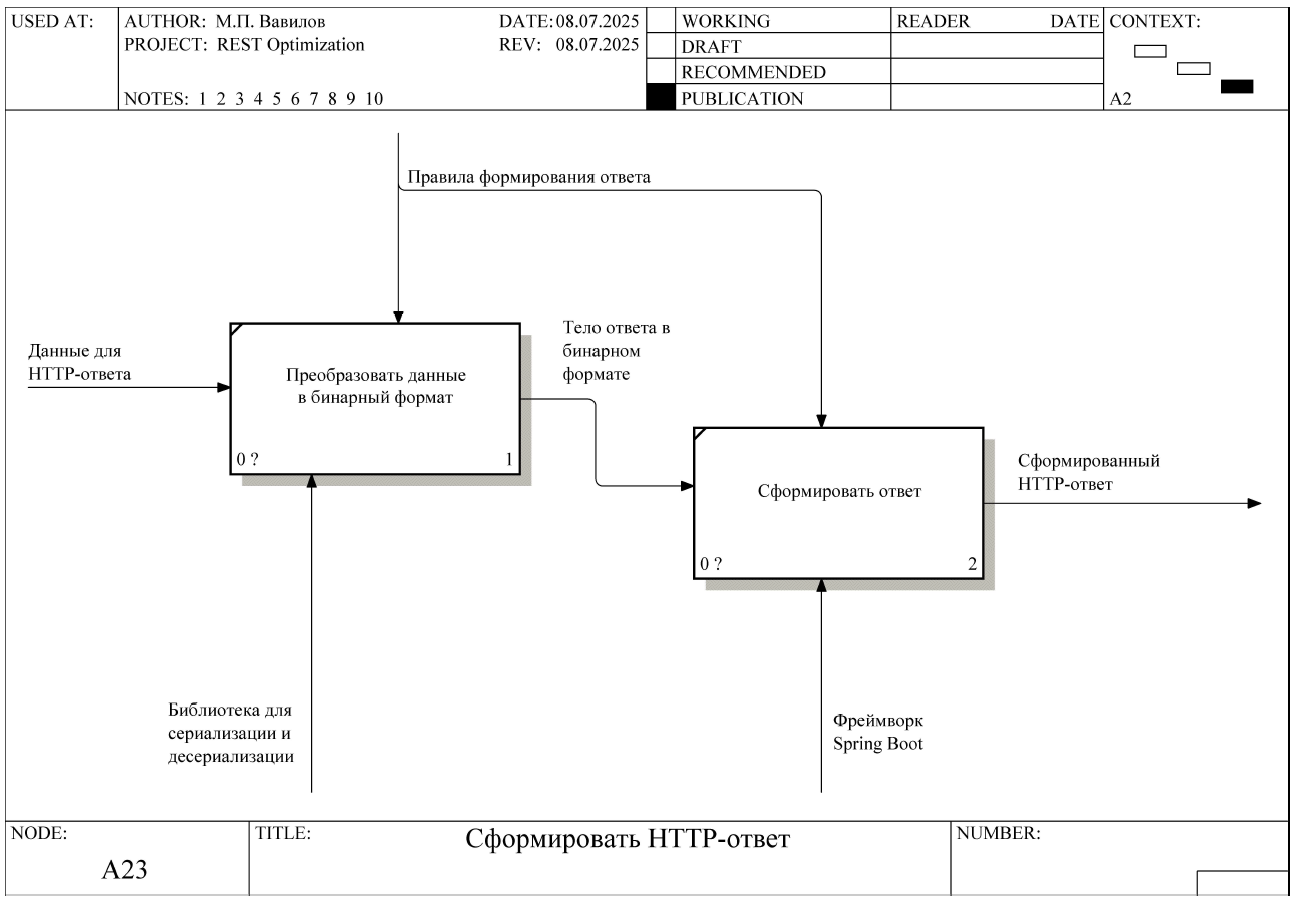 USED AT:
AUTHOR: М.П. Вавилов
DATE: 08.07.2025
PROJECT: REST Optimization
REV: 08.07.2025
NOTES: 1 2 3 4 5 6 7 8 9 10
WORKING
DRAFT
RECOMMENDED
PUBLICATION
READER DATE
CONTEXT:
A2
Правила формирования ответа
Данные для
HTTP-ответа
Преобразовать данные
в бинарный формат
0 ?
1
Тело ответа в
бинарном
формате
Сформировать ответ
0 ?
2
Сформированный
HTTP-ответ
Библиотека для
сериализации и
десериализации
Фреймворк
Spring Boot
NODE:
A23
TITLE:
Сформировать HTTP-ответ
NUMBER: